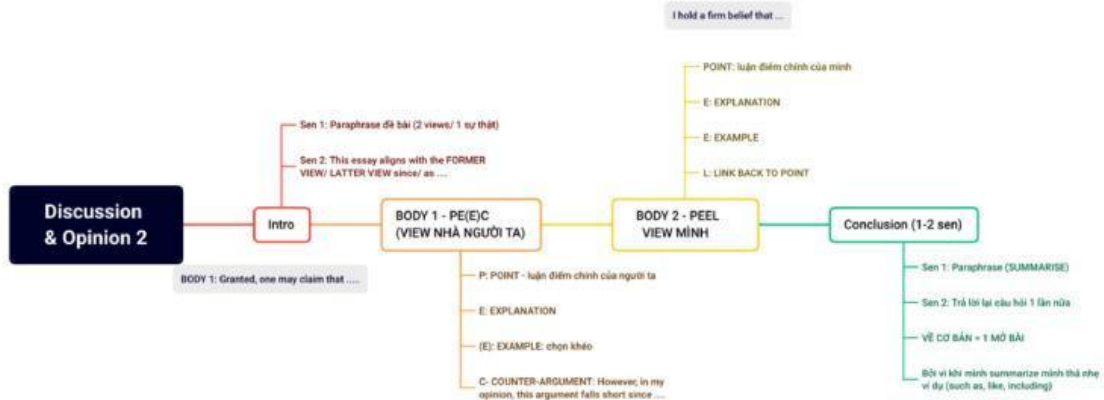 Discussion
& Opinion 2
Intro
Sen 1: Paraphrase đề bài (2 views/ 1 sự thật)
Sen 2: This essay aligns with the FORMER
VIEW/ LATTER VIEW since/ as ....
BODY 1: Granted, one may claim that .....
BODY 1 - PE(E)C
(VIEW NHÀ NGƯỜI TA)
P: POINT - luận điểm chính của người ta
E: EXPLANATION
(E): EXAMPLE: chọn khéo
C- COUNTER-ARGUMENT: However, in my
opinion, this argument falls short since ....
I hold a firm belief that ...
BODY 2 - PEEL
VIEW MÌNH
POINT: luận điểm chính của mình
E: EXPLANATION
E: EXAMPLE
L: LINK BACK TO POINT
Conclusion (1-2 sen)
Sen 1: Paraphrase (SUMMARISE)
Sen 2: Trả lời lại câu hỏi 1 lần nữa
VỀ CƠ BẢN = 1 MỞ BÀI
Bởi vì khi mình summarize mình thả nhẹ
ví dụ (such as, like, including)